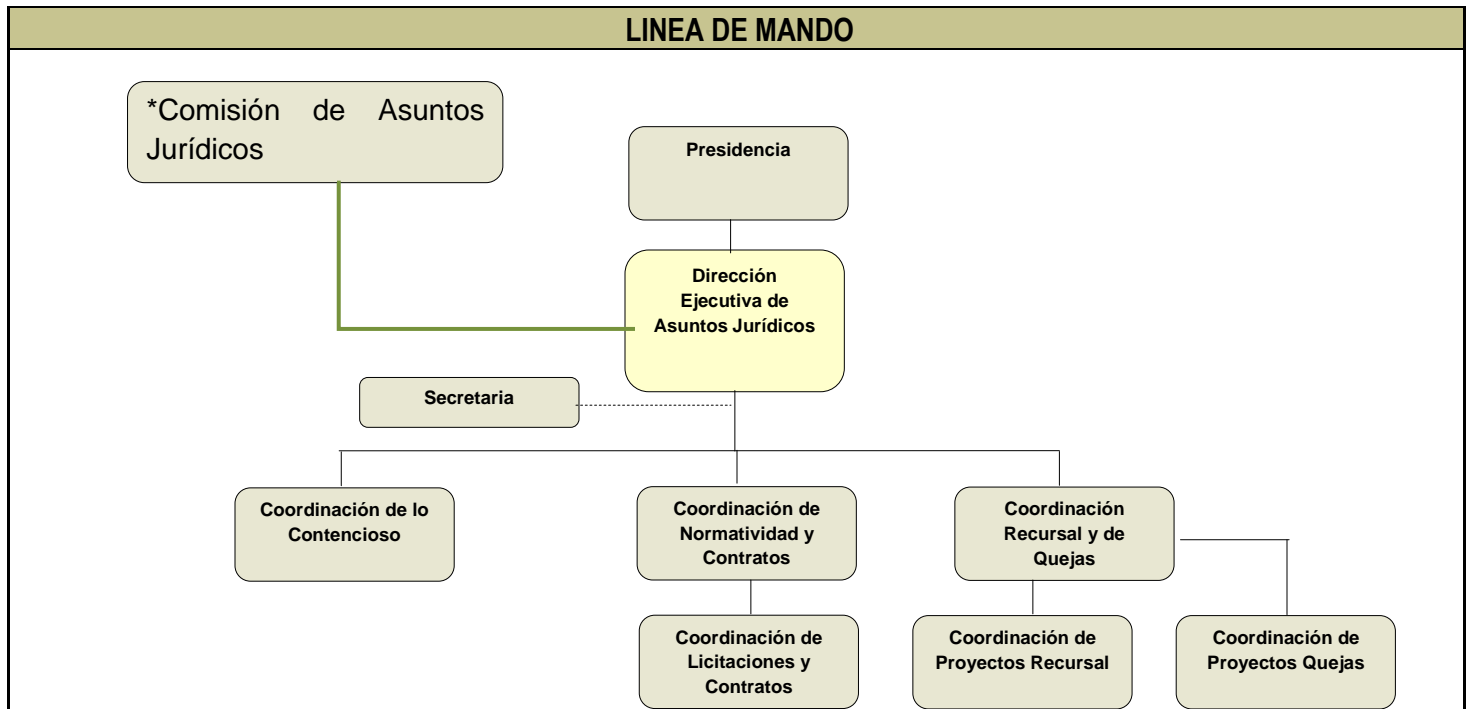 LINEA DE MANDO
*Comisión de Asuntos
Jurídicos
Presidencia
Dirección
Ejecutiva de
Asuntos Jurídicos
Secretaria
Coordinación de lo
Contencioso
Coordinación de
Normatividad y
Contratos
Coordinación
Recursal y de
Quejas
Coordinación de
Licitaciones y
Contratos
Coordinación de
Proyectos Recursal
Coordinación de
Proyectos Quejas